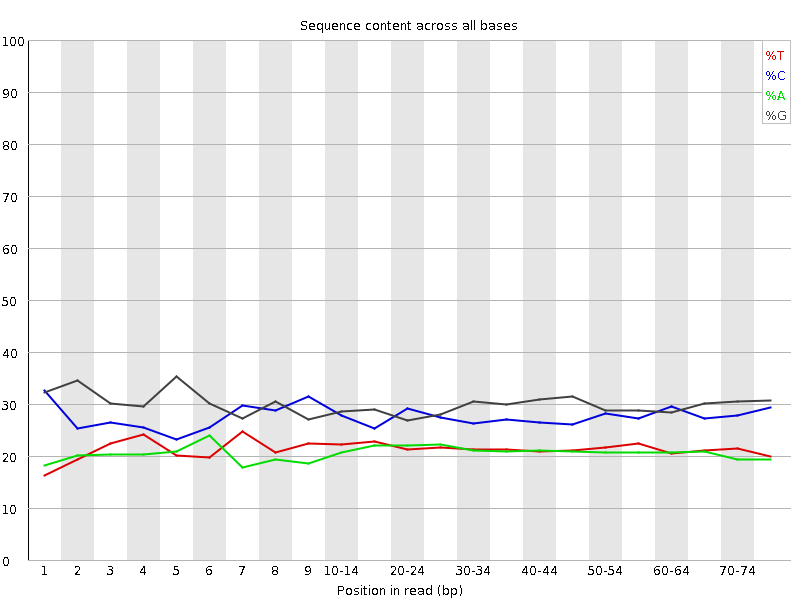 Sequence content across all bases
100
90
80
70
60
50
40
30
20
10
0
%T
%C
%A
%G
1 2 3 4 5 6 7 8 9 10-14 20-24 30-34 40-44 50-54 60-64 70-74
Position in read (bp)